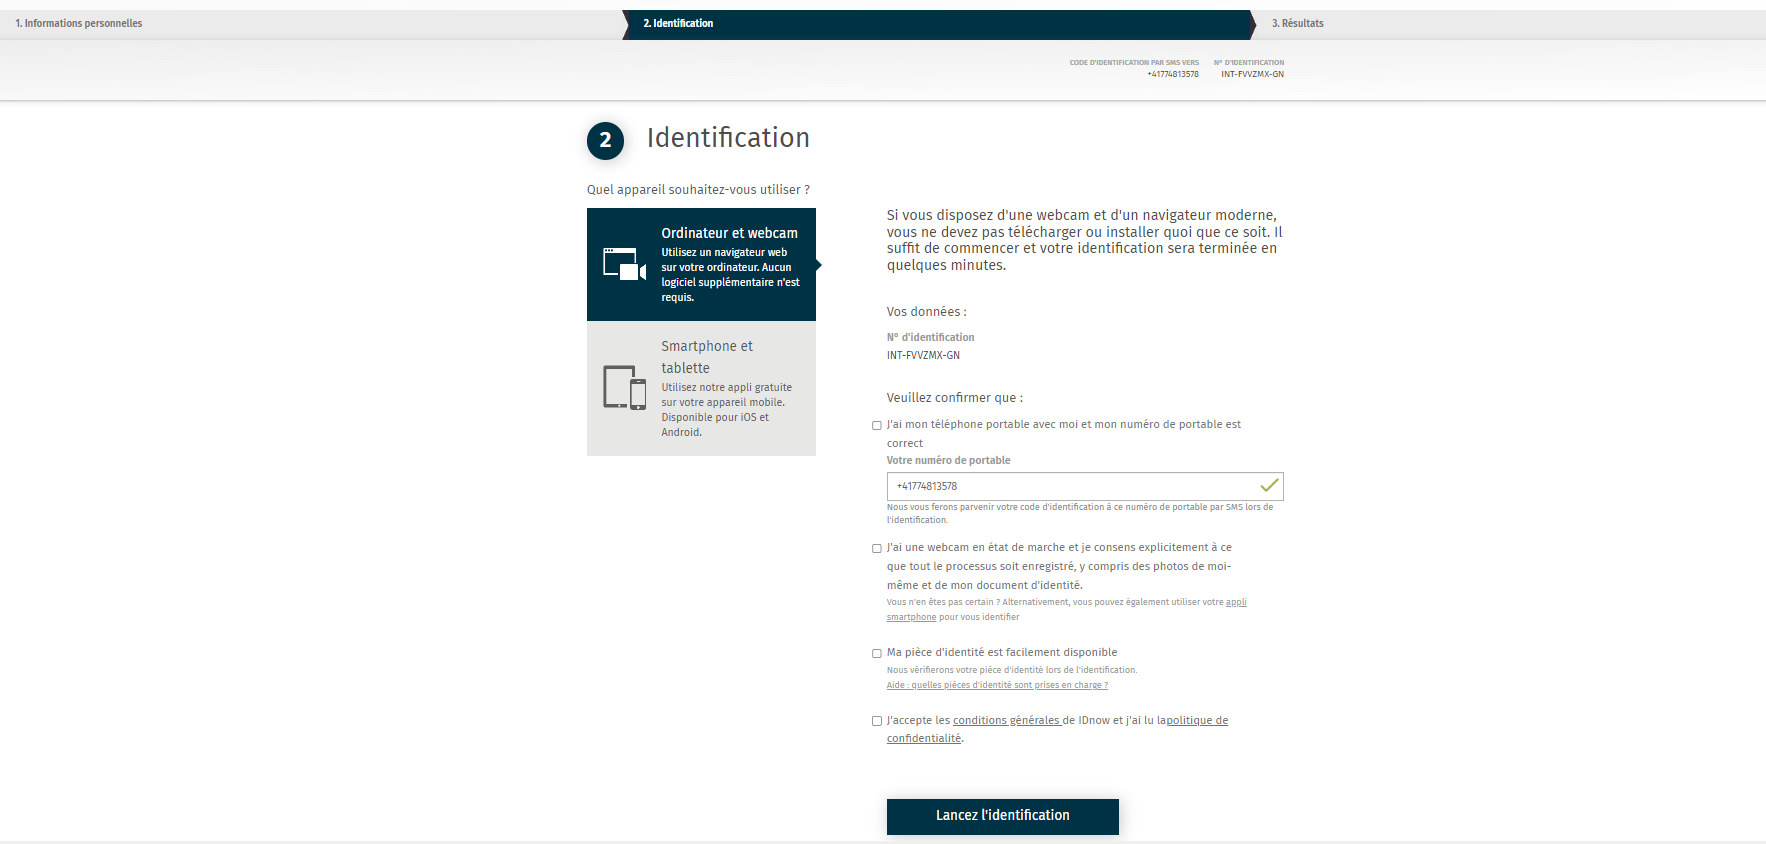 1. Informations personnelles
2. Identification
3. Résultats
CODE D'IDENTIFICATION PAR SMS VERS
+41774813578
N° D'IDENTIFICATION
INT-FVVZMX-GN
2
Identification
Quel appareil souhaitez-vous utiliser ?
Ordinateur et webcam
Utilisez un navigateur web
sur votre ordinateur. Aucun
logiciel supplémentaire n'est
requis.
Smartphone et
tablette
Utilisez notre appli gratuite
sur votre appareil mobile.
Disponible pour iOS et
Android.
Si vous disposez d'une webcam et d'un navigateur moderne,
vous ne devez pas télécharger ou installer quoi que ce soit. Il
suffit de commencer et votre identification sera terminée en
quelques minutes.
Vos données :
N° d'identification
INT-FVVZMX-GN
Veuillez confirmer que :
J'ai mon téléphone portable avec moi et mon numéro de portable est
correct
Votre numéro de portable
+41774813578
Nous vous ferons parvenir votre code d'identification à ce numéro de portable par SMS lors de
l'identification.
J'ai une webcam en état de marche et je consens explicitement à ce
que tout le processus soit enregistré, y compris des photos de moi-
même et de mon document d'identité.
Vous n'en êtes pas certain ? Alternativement, vous pouvez également utiliser votre appli
smartphone pour vous identifier
Ma pièce d'identité est facilement disponible
Nous vérifierons votre pièce d'identité lors de l'identification.
Aide : quelles pièces d'identité sont prises en charge ?
J'accepte les conditions générales de IDnow et j'ai lu lapolitique de
confidentialité.
Lancez l'identification